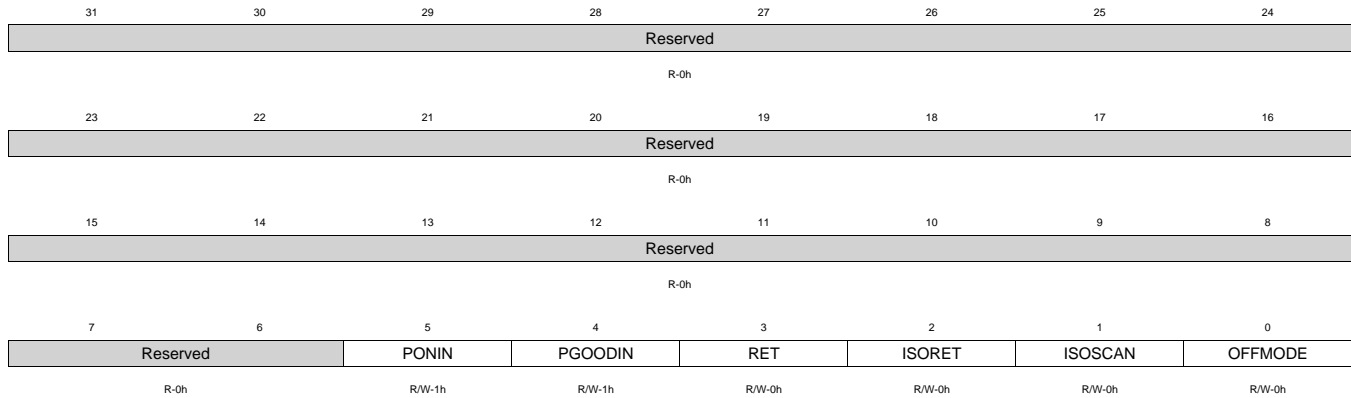 31 30 29 28 27 26 25 24
Reserved
R-0h
23 22 21 20 19 18 17 16
Reserved
R-0h
15 14 13 12 11 10 9 8
Reserved
R-0h
7 6 5 4 3 2 1 0
Reserved PONIN PGOODIN RET ISORET ISOSCAN OFFMODE
R-0h R/W-1h R/W-1h R/W-0h R/W-0h R/W-0h R/W-0h